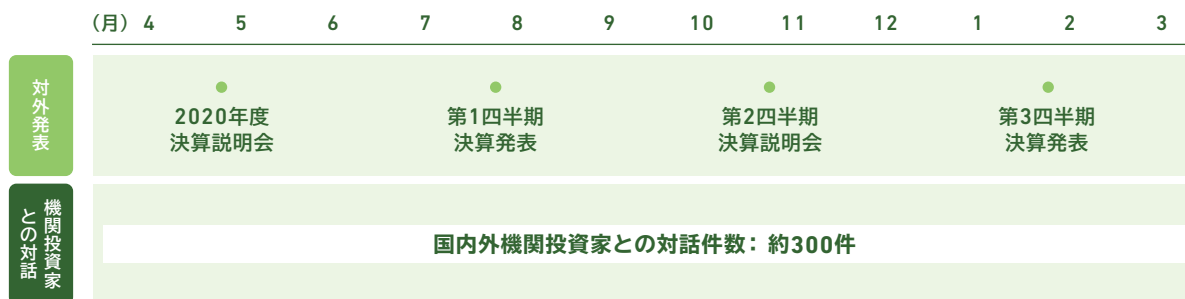 （月） 4 5 6 7 8 9 10 11 12 1 2 3
対外発表
2020年度
決算説明会
第1四半期
決算発表
第2四半期
決算説明会
第3四半期
決算発表
機関投資家
との対話
国内外機関投資家との対話件数：約300件